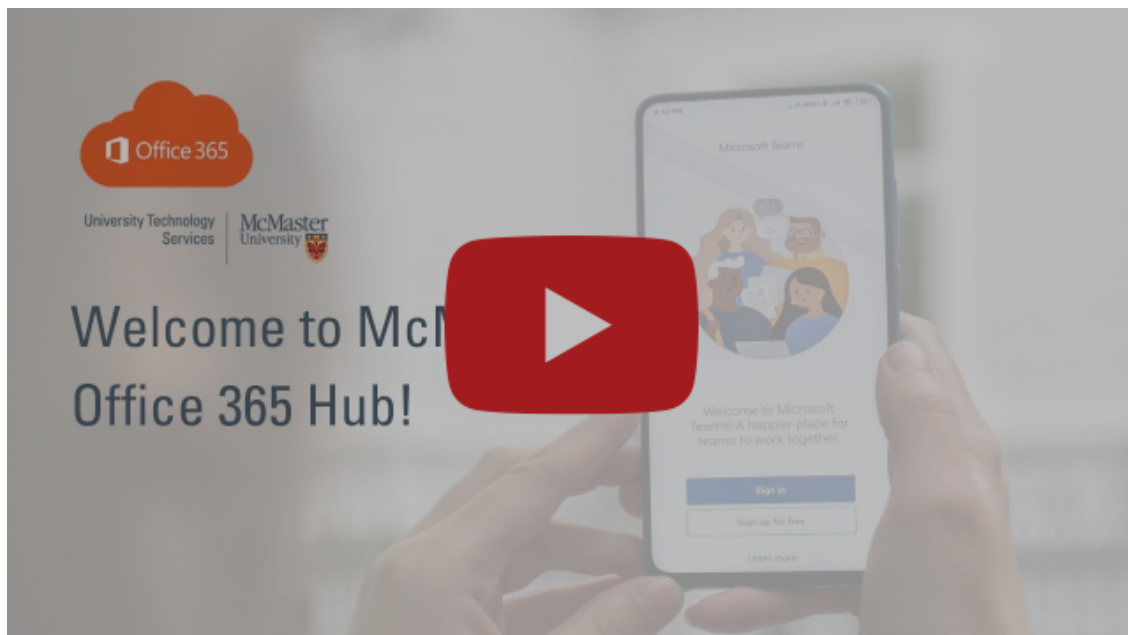 Office 365
University Technology
Services
McMaster
University
Welcome to Mc
Office 365 Hub!
Microsoft Teams
Welcome to Microsoft
Teams! A happier place for
teams to work together.
Sign in
Sign up for free
Learn more